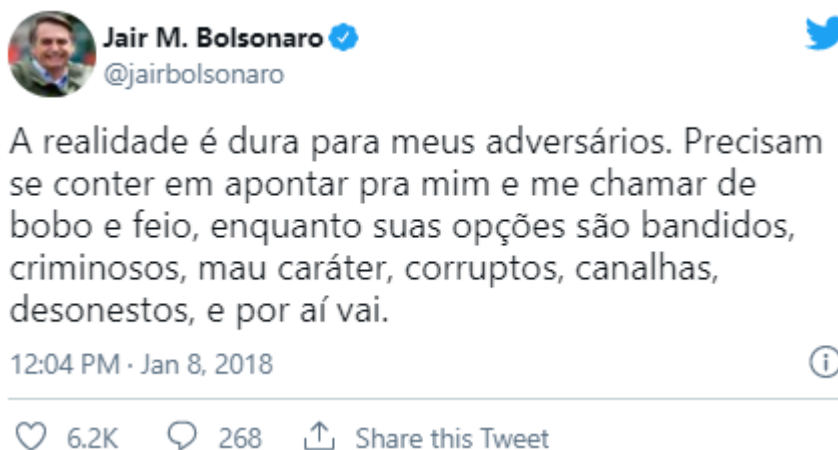 Jair M. Bolsonaro
@jairbolsonaro
A realidade é dura para meus adversários. Precisam
se conter em apontar pra mim e me chamar de
bobo e feio, enquanto suas opções são bandidos,
criminosos, mau caráter, corruptos, canalhas,
desonestos, e por aí vai.
12:04 PM · Jan 8, 2018
6.2K 268 Share this Tweet